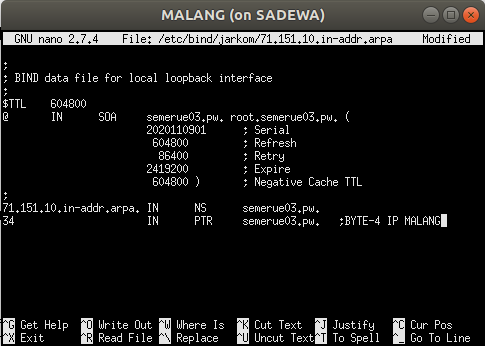 MALANG (on SADEWA)
GNU nano 2.7.4 File: /etc/bind/jarkom/71.151.10.in-addr.arpa Modified
;
; BIND data file for local loopback interface
;
$TTL 604800
@ IN SOA semerue03.pw. root.semerue03.pw. (
2020110901 ; Serial
604800 ; Refresh
86400 ; Retry
2419200 ; Expire
604800 ) ; Negative Cache TTL
;
71.151.10.in-addr.arpa. IN NS semerue03.pw.
34 IN PTR semerue03.pw. ;BYTE-4 IP MALANG
^G Get Help ^O Write Out ^W Where Is ^K Cut Text ^J Justify ^C Cur Pos
^X Exit ^R Read File ^\ Replace ^U Uncut Text ^T To Spell ^_ Go To Line